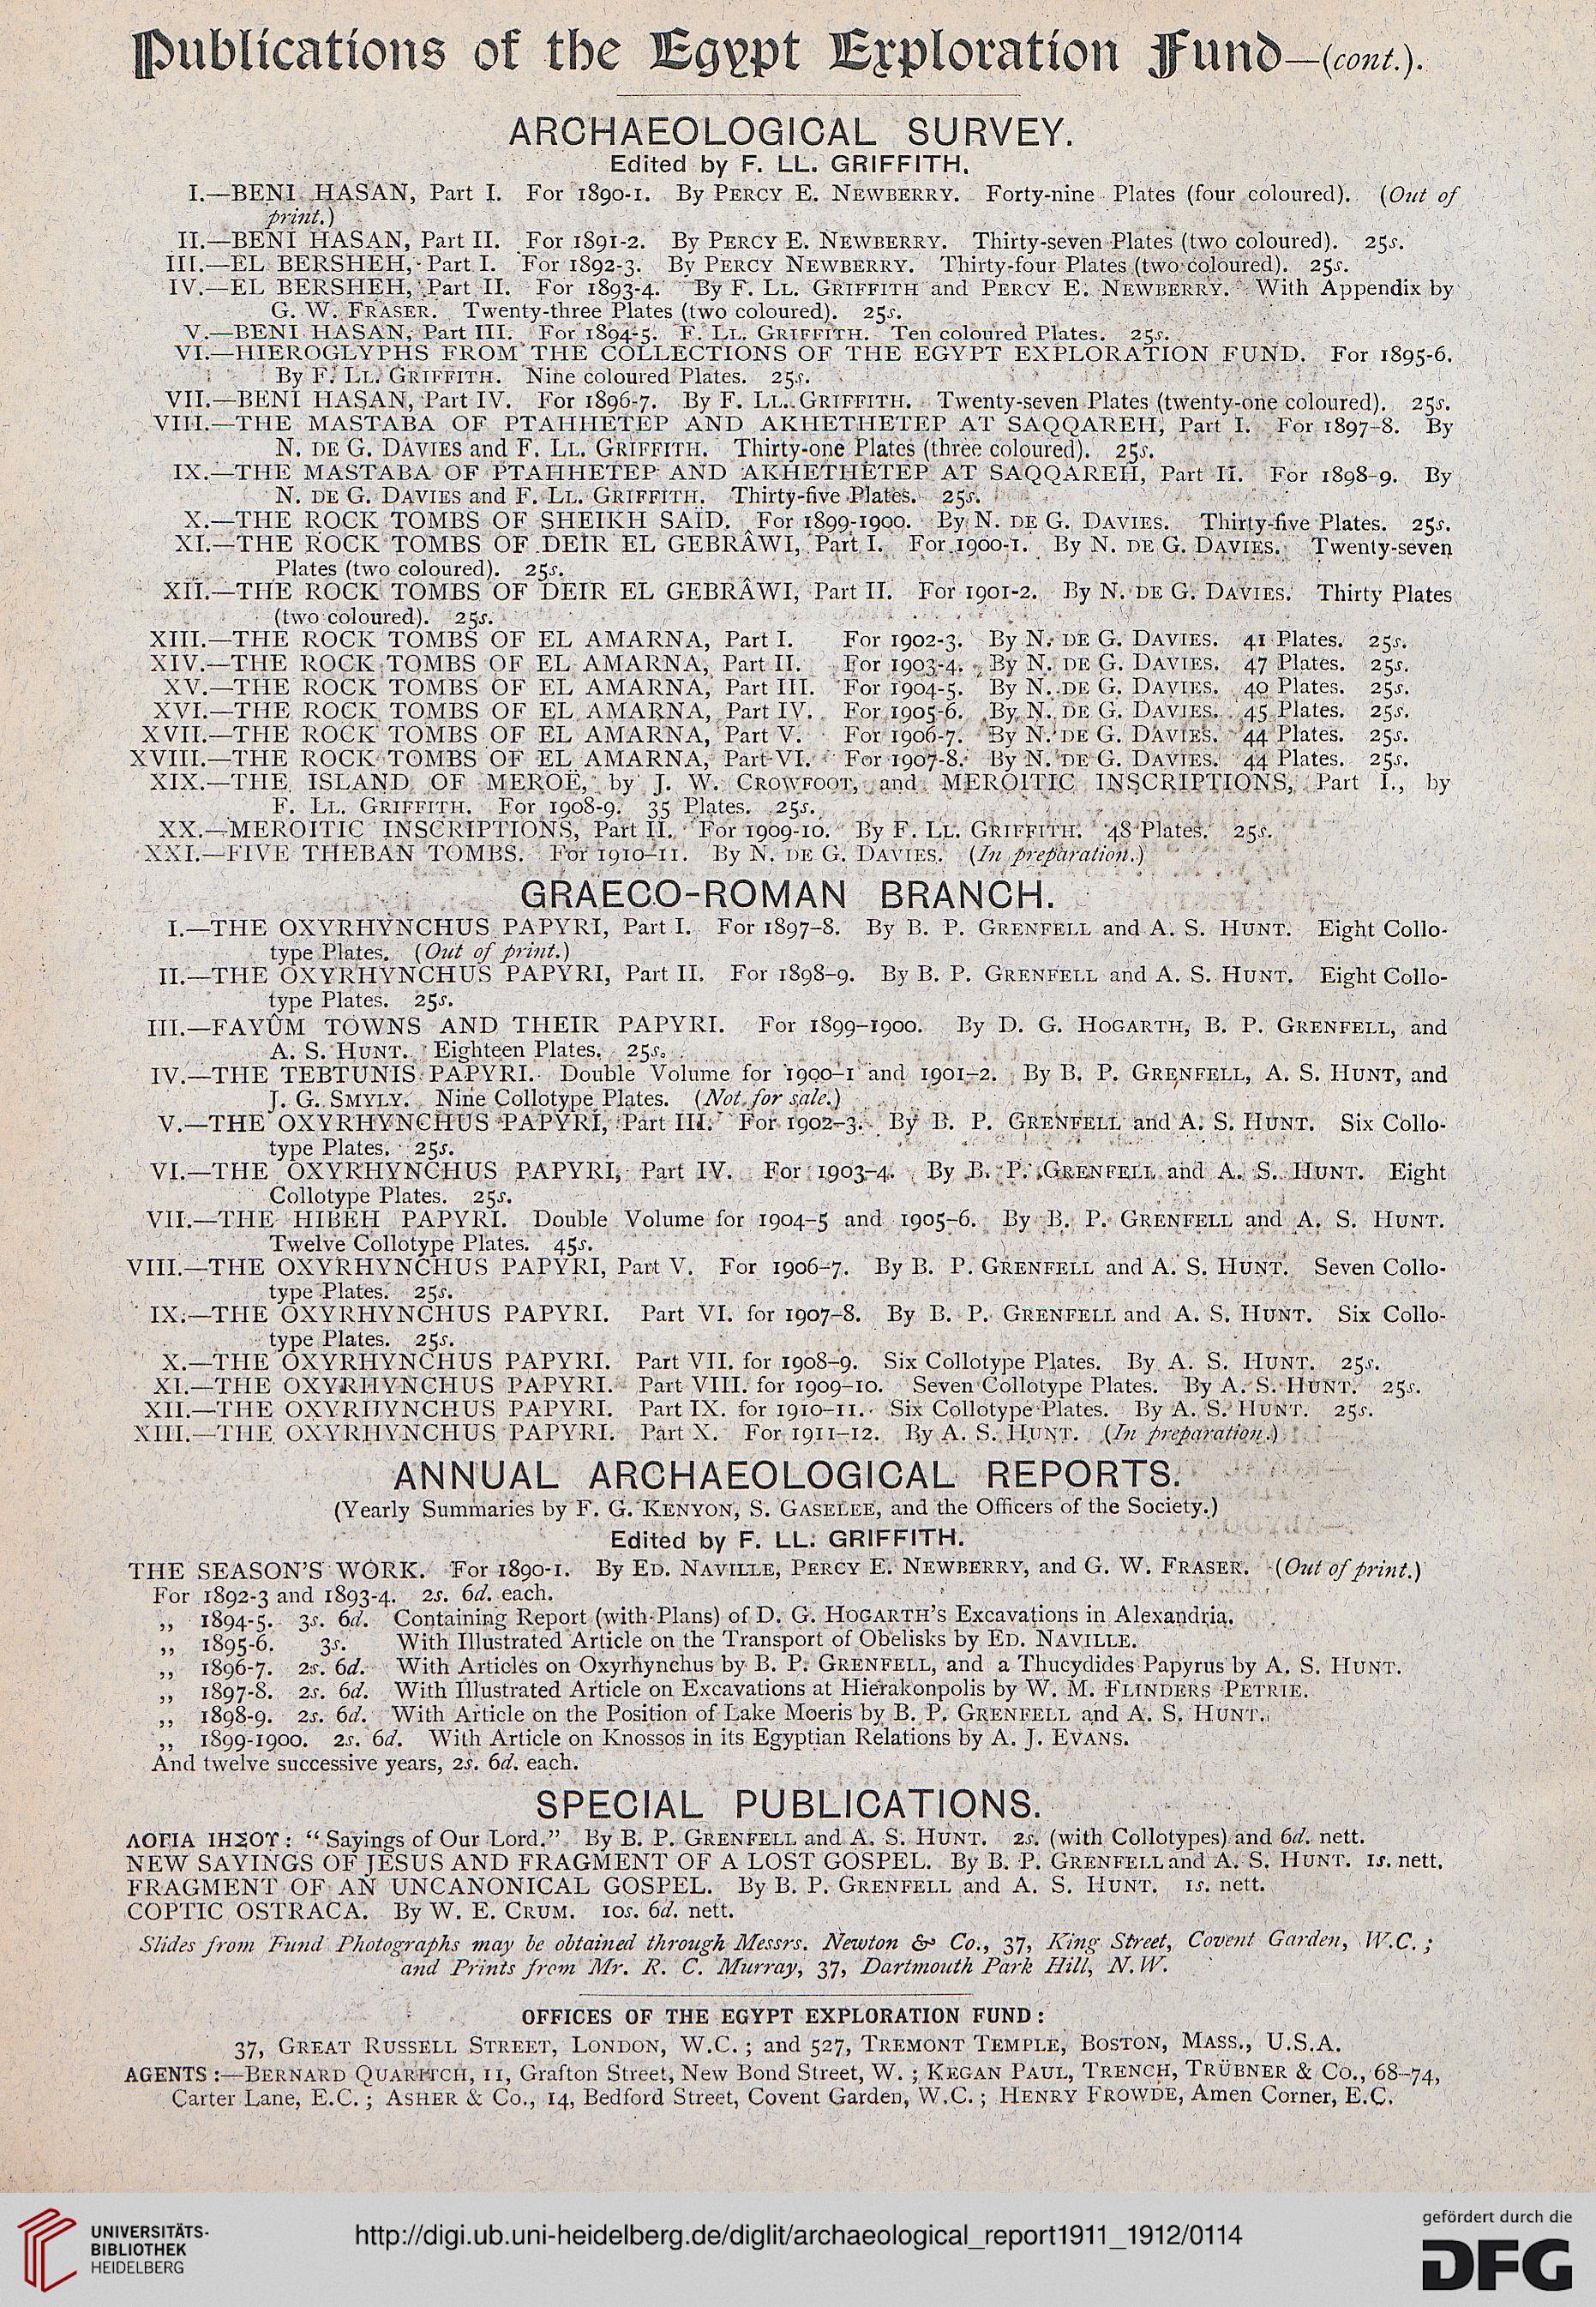 Publications of the Egypt Exploration Fund—(cont.).
ARCHAEOLOGICAL SURVEY.
Edited by F. LL. GRIFFITH.
I.—BENI HASAN, Part I. For 1890-1. By PERCY E. NEWBERRY. Forty-nine Plates (four coloured). (Out of
print.)
II.—BENI HASAN, Part II. For 1891-2. By PERCY E. NEWBERRY. Thirty-seven Plates (two coloured). 25s.
III.—EL BERSHEH, Part I. For 1892-3. By PERCY NEWBERRY. Thirty-four Plates (two coloured). 25s.
IV.—EL BERSHEH, Part II. For 1893-4. By F. LL. GRIFFITH and PERCY E. NEWBERRY. With Appendix by
G. W. FRASER. Twenty-three Plates (two coloured). 25s.
V.—BENI HASAN, Part III. For 1894-5. F. LL. GRIFFITH. Ten coloured Plates. 25s.
VI.—HIEROGLYPHS FROM THE COLLECTIONS OF THE EGYPT EXPLORATION FUND. For 1895-6.
By F. LL. GRIFFITH. Nine coloured Plates. 25s.
VII.—BENI HASAN, Part IV. For 1896-7. By F. LL. GRIFFITH. Twenty-seven Plates (twenty-one coloured). 25s.
VIII.—THE MASTABA OF PTAHHETEP AND AKHETHETEP AT SAQQAREH, Part I. For 1897-8. By
N. DE G. DAVIES and F. LL. GRIFFITH. Thirty-one Plates (three coloured). 25s.
IX.—THE MASTABA OF PTAHHETEP AND AKHETHETEP AT SAQQAREH, Part II. For 1898-9. By
N. DE G. DAVIES and F. LL. GRIFFITH. Thirty-five Plates. 25s.
X.—THE ROCK TOMBS OF SHEIKH SAÏD. For 1899-1900. By N. DE G. DAVIES. Thirty-five Plates. 25s.
XI.—THE ROCK TOMBS OF DEIR EL GEBRÂWI, Part I. For 1900-1. By N. DE G. DAVIES. Twenty-seven
Plates (two coloured). 25s.
XII.—THE ROCK TOMBS OF DEIR EL GEBRÂWI, Part II. For 1901-2. By N. DE G. DAVIES. Thirty Plates
(two coloured). 25s.
XIII.—THE ROCK TOMBS OF EL AMARNA, Part I. For 1902-3. By N. DE G. DAVIES. 41 Plates. 25s.
XIV.—THE ROCK TOMBS OF EL AMARNA, Part II. For 1903-4. By N. DE G. DAVIES. 47 Plates. 25s.
XV.—THE ROCK TOMBS OF EL AMARNA, Part III. For 1904-5. By N. DE G. DAVIES. 40 Plates. 25s.
XVI.—THE ROCK TOMBS OF EL AMARNA, Part IV. For 1905-6. By N. DE G. DAVIES. 45 Plates. 25s.
XVII.—THE ROCK TOMBS OF EL AMARNA, Part V. For 1906-7. By N. DE G. DAVIES. 44 Plates. 25s.
XVIII.—THE ROCK TOMBS OF EL AMARNA, Part VI. For 1907-8. By N. DE G. DAVIES. 44 Plates. 25s.
XIX.—THE ISLAND OF MEROË, by J. W. CROWFOOT, and MEROITIC INSCRIPTIONS, Part I., by
F. LL. GRIFFITH. For 1908-9. 35 Plates. 25s.
XX.—MEROITIC INSCRIPTIONS, Part II. For 1909-10. By F. LL. GRIFFITH. 48 Plates. 25s.
XXI.—FIVE THEBAN TOMBS. For 1910-11. By N. DE G. DAVIES. (In preparation.)
GRAECO-ROMAN BRANCH.
I.—THE OXYRHYNCHUS PAPYRI, Part I. For 1897-8. By B. P. GRENFELL and A. S. HUNT. Eight Collo-
type Plates. (Out of print.)
II.—THE OXYRHYNCHUS PAPYRI, Part II. For 1898-9. By B. P. GRENFELL and A. S. HUNT. Eight Collo-
type Plates. 25s.
III.—FAYÛM TOWNS AND THEIR PAPYRI. For 1899-1900. By D. G. HOGARTH, B. P. GRENFELL, and
A. S. HUNT. Eighteen Plates. 25s.
IV.—THE TEBTUNIS PAPYRI. Double Volume for 1900-1 and 1901-2. By B. P. GRENFELL, A. S. HUNT, and
J. G. SMYLY. Nine Collotype Plates. (Not for sale.)
V.—THE OXYRHYNCHUS PAPYRI, Part III. For 1902-3. By B. P. GRENFELL and A. S. HUNT. Six Collo-
type Plates. 25s.
VI.—THE OXYRHYNCHUS PAPYRI, Part IV. For 1903-4. By B. P. GRENFELL and A. S. HUNT. Eight
Collotype Plates. 25s.
VII.—THE HIBEH PAPYRI. Double Volume for 1904-5 and 1905-6. By B. P. GRENFELL and A. S. HUNT.
Twelve Collotype Plates. 45s.
VIII.—THE OXYRHYNCHUS PAPYRI, Part V. For 1906-7. By B. P. GRENFELL and A. S. HUNT. Seven Collo-
type Plates. 25s.
IX.—THE OXYRHYNCHUS PAPYRI. Part VI. for 1907-8. By B. P. GRENFELL and A. S. HUNT. Six Collo-
type Plates. 25s.
X.—THE OXYRHYNCHUS PAPYRI. Part VII. for 1908-9. Six Collotype Plates. By A. S. HUNT. 25s.
XI.—THE OXYRHYNCHUS PAPYRI. Part VIII. for 1909-10. Seven Collotype Plates. By A. S. HUNT. 25s.
XII.—THE OXYRHYNCHUS PAPYRI. Part IX. for 1910-11. Six Collotype Plates. By A. S. HUNT. 25s.
XIII.—THE OXYRHYNCHUS PAPYRI. Part X. For 1911-12. By A. S. HUNT. (In preparation.)
ANNUAL ARCHAEOLOGICAL REPORTS.
(Yearly Summaries by F. G. KENYON, S. GASELEE, and the Officers of the Society.)
Edited by F. LL. GRIFFITH.
THE SEASON'S WORK. For 1890-1. By ED. NAVILLE, PERCY E. NEWBERRY, and G. W. FRASER. (Out of print.)
For 1892-3 and 1893-4. 2s. 6d. each.
,, 1894-5. 3s. 6d. Containing Report (with Plans) of D. G. HOGARTH'S Excavations in Alexandria.
,, 1895-6. 3s. With Illustrated Article on the Transport of Obelisks by ED. NAVILLE.
,, 1896-7. 2s. 6d. With Articles on Oxyrhynchus by B. P. GRENFELL, and a Thucydides Papyrus by A. S. HUNT.
,, 1897-8. 2s. 6d. With Illustrated Article on Excavations at Hierakonpolis by W. M. FLINDERS PETRIE.
,, 1898-9. 2s. 6d. With Article on the Position of Lake Moeris by B. P. GRENFELL and A. S. HUNT.
,, 1899-1900. 2s. 6d. With Article on Knossos in its Egyptian Relations by A. J. EVANS.
And twelve successive years, 2s. 6d. each.
SPECIAL PUBLICATIONS.
ΛΟΓΙΑ ΙΗΣΟΥ: "Sayings of Our Lord." By B. P. GRENFELL and A. S. HUNT. 2s. (with Collotypes) and 6d. nett.
NEW SAYINGS OF JESUS AND FRAGMENT OF A LOST GOSPEL. By B. P. GRENFELL and A. S. HUNT. 1s. nett.
FRAGMENT OF AN UNCANONICAL GOSPEL. By B. P. GRENFELL and A. S. HUNT. 1s. nett.
COPTIC OSTRACA. By W. E. CRUM. 10s. 6d. nett.
Slides from Fund Photographs may be obtained through Messrs. Newton & Co., 37, King Street, Covent Garden, W.C.;
and Prints from Mr. R. C. Murray, 37, Dartmouth Park Hill, N.W.
OFFICES OF THE EGYPT EXPLORATION FUND:
37, GREAT RUSSELL STREET, LONDON, W.C.; and 527, TREMONT TEMPLE, BOSTON, MASS., U.S.A.
AGENTS:—BERNARD QUARITCH, 11, Grafton Street, New Bond Street, W.; KEGAN PAUL, TRENCH, TRÜBNER & CO., 68-74,
Carter Lane, E.C.; ASHER & CO., 14, Bedford Street, Covent Garden, W.C.; HENRY FROWDE, Amen Corner, E.C.
UNIVERSITÄTS-
BIBLIOTHEK
HEIDELBERG
http://digi.ub.uni-heidelberg.de/diglit/archaeological_report1911_1912/0114
gefördert durch die
DFG